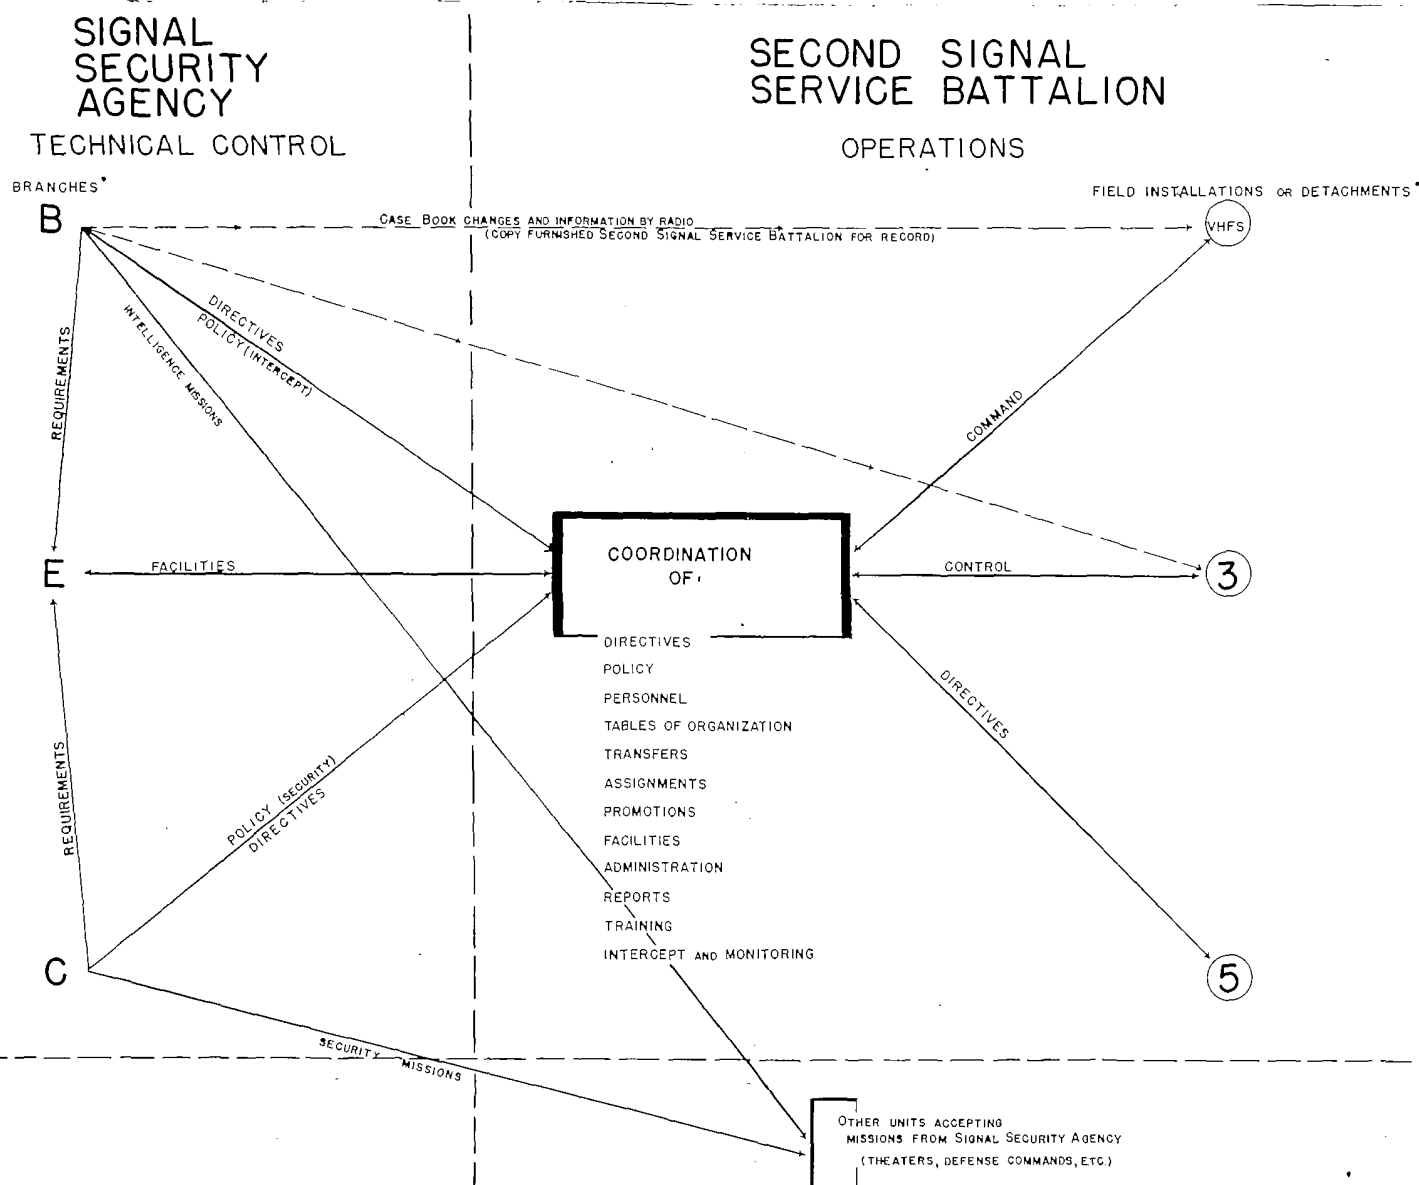 SIGNAL
SECURITY
AGENCY
TECHNICAL CONTROL
SECOND SIGNAL
SERVICE BATTALION
OPERATIONS
BRANCHES
FIELD INSTALLATIONS OR DETACHMENTS
B
CASE BOOK CHANGES AND INFORMATION BY RADIO
(COPY FURNISHED SECOND SIGNAL SERVICE BATTALION FOR RECORD)
VHFS
DIRECTIVES
POLICY (INTERCEPT)
INTELLIGENCE MISSIONS
REQUIREMENTS
COMMAND
E
FACILITIES
COORDINATION
OF:
CONTROL
3
DIRECTIVES
POLICY
PERSONNEL
TABLES OF ORGANIZATION
TRANSFERS
ASSIGNMENTS
PROMOTIONS
FACILITIES
ADMINISTRATION
REPORTS
TRAINING
INTERCEPT AND MONITORING
DIRECTIVES
REQUIREMENTS
POLICY (SECURITY)
DIRECTIVES
C
5
SECURITY MISSIONS
OTHER UNITS ACCEPTING
MISSIONS FROM SIGNAL SECURITY AGENCY
(THEATERS, DEFENSE COMMANDS, ETC.)